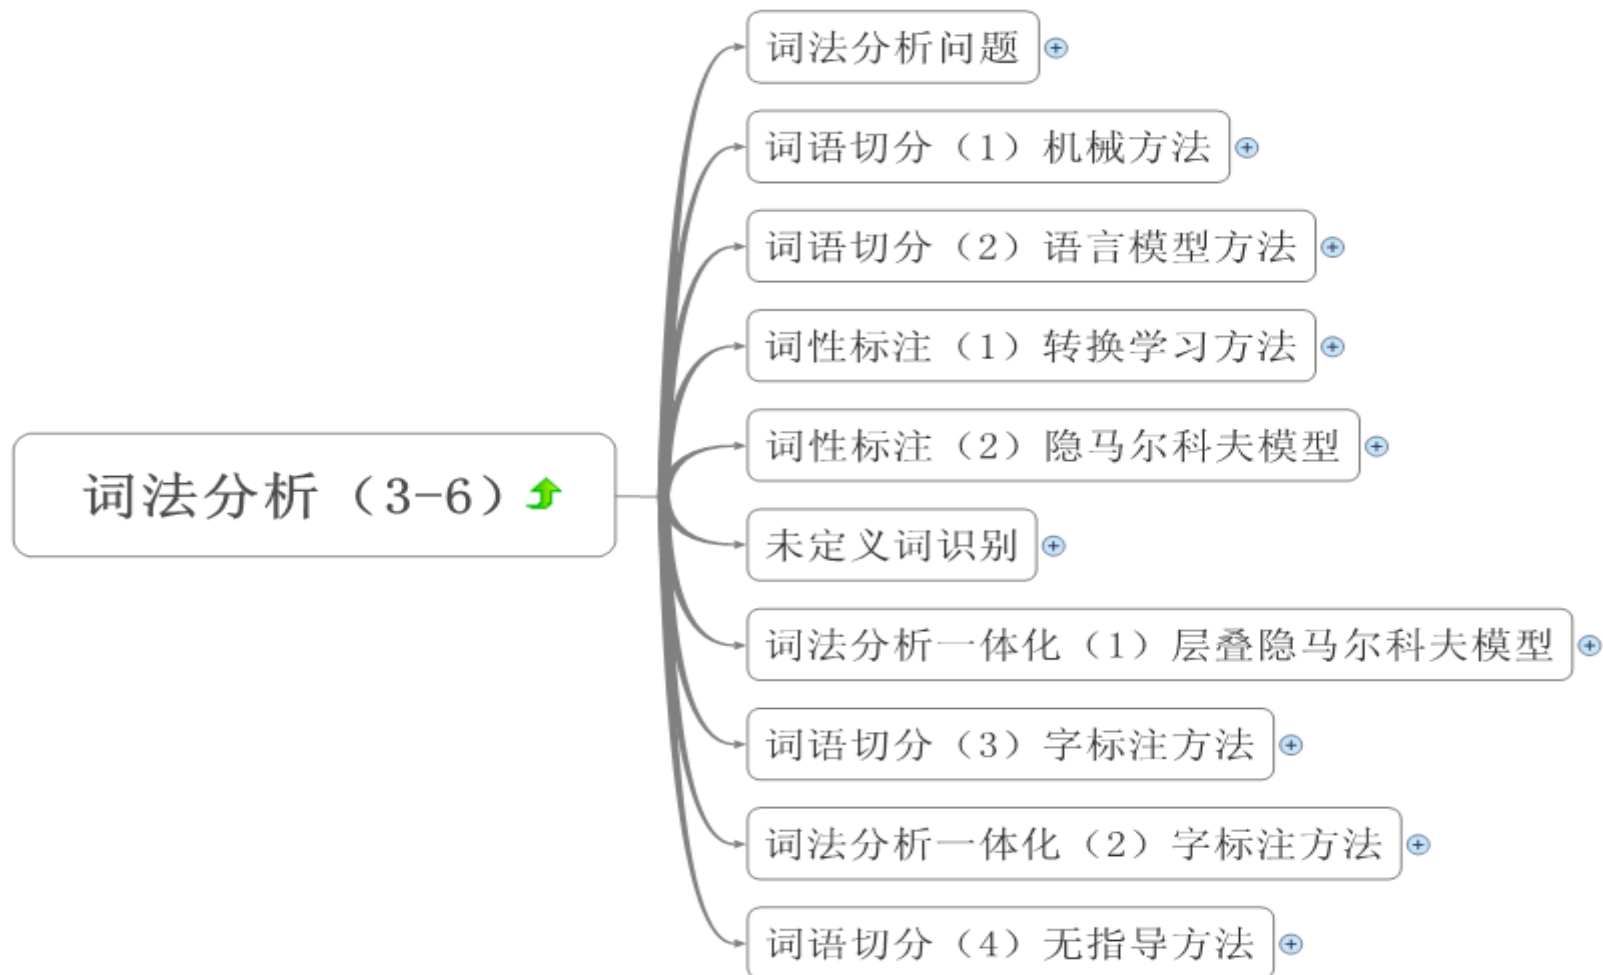 词法分析问题
词语切分（1）机械方法
词语切分（2）语言模型方法
词性标注（1）转换学习方法
词性标注（2）隐马尔科夫模型
词法分析（3-6）
未定义词识别
词法分析一体化（1）层叠隐马尔科夫模型
词语切分（3）字标注方法
词法分析一体化（2）字标注方法
词语切分（4）无指导方法